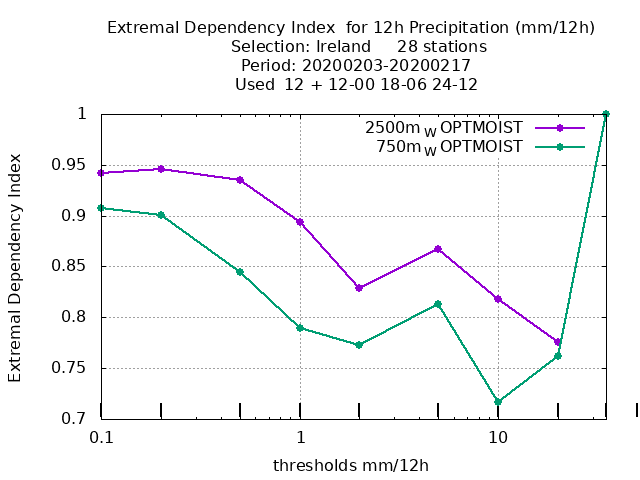 Extremal Dependency Index  for 12h Precipitation (mm/12h)
Selection: Ireland     28 stations
Period: 20200203-20200217
Used  12 + 12-00 18-06 24-12
2500m_W OPTMOIST
750m_W OPTMOIST
Extremal Dependency Index
1
0.95
0.9
0.85
0.8
0.75
0.7
0.1 1 10
thresholds mm/12h